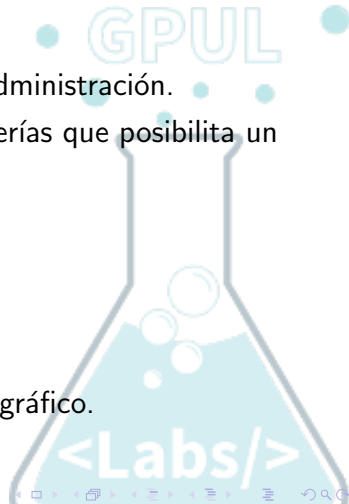 GPUL
dministración.
erías que posibilita un
gráfico.
<Labs/>